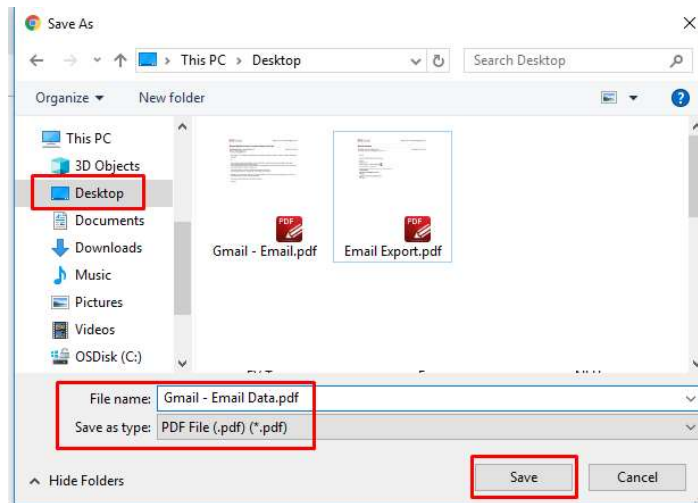 Save As
This PC > Desktop
Search Desktop
Organize
New folder
This PC
3D Objects
Desktop
Documents
Downloads
Music
Pictures
Videos
OSDisk (C:)
PDF
PDF
Gmail - Email.pdf
Email Export.pdf
File name: Gmail - Email Data.pdf
Save as type: PDF File (.pdf) (*.pdf)
Hide Folders
Save
Cancel